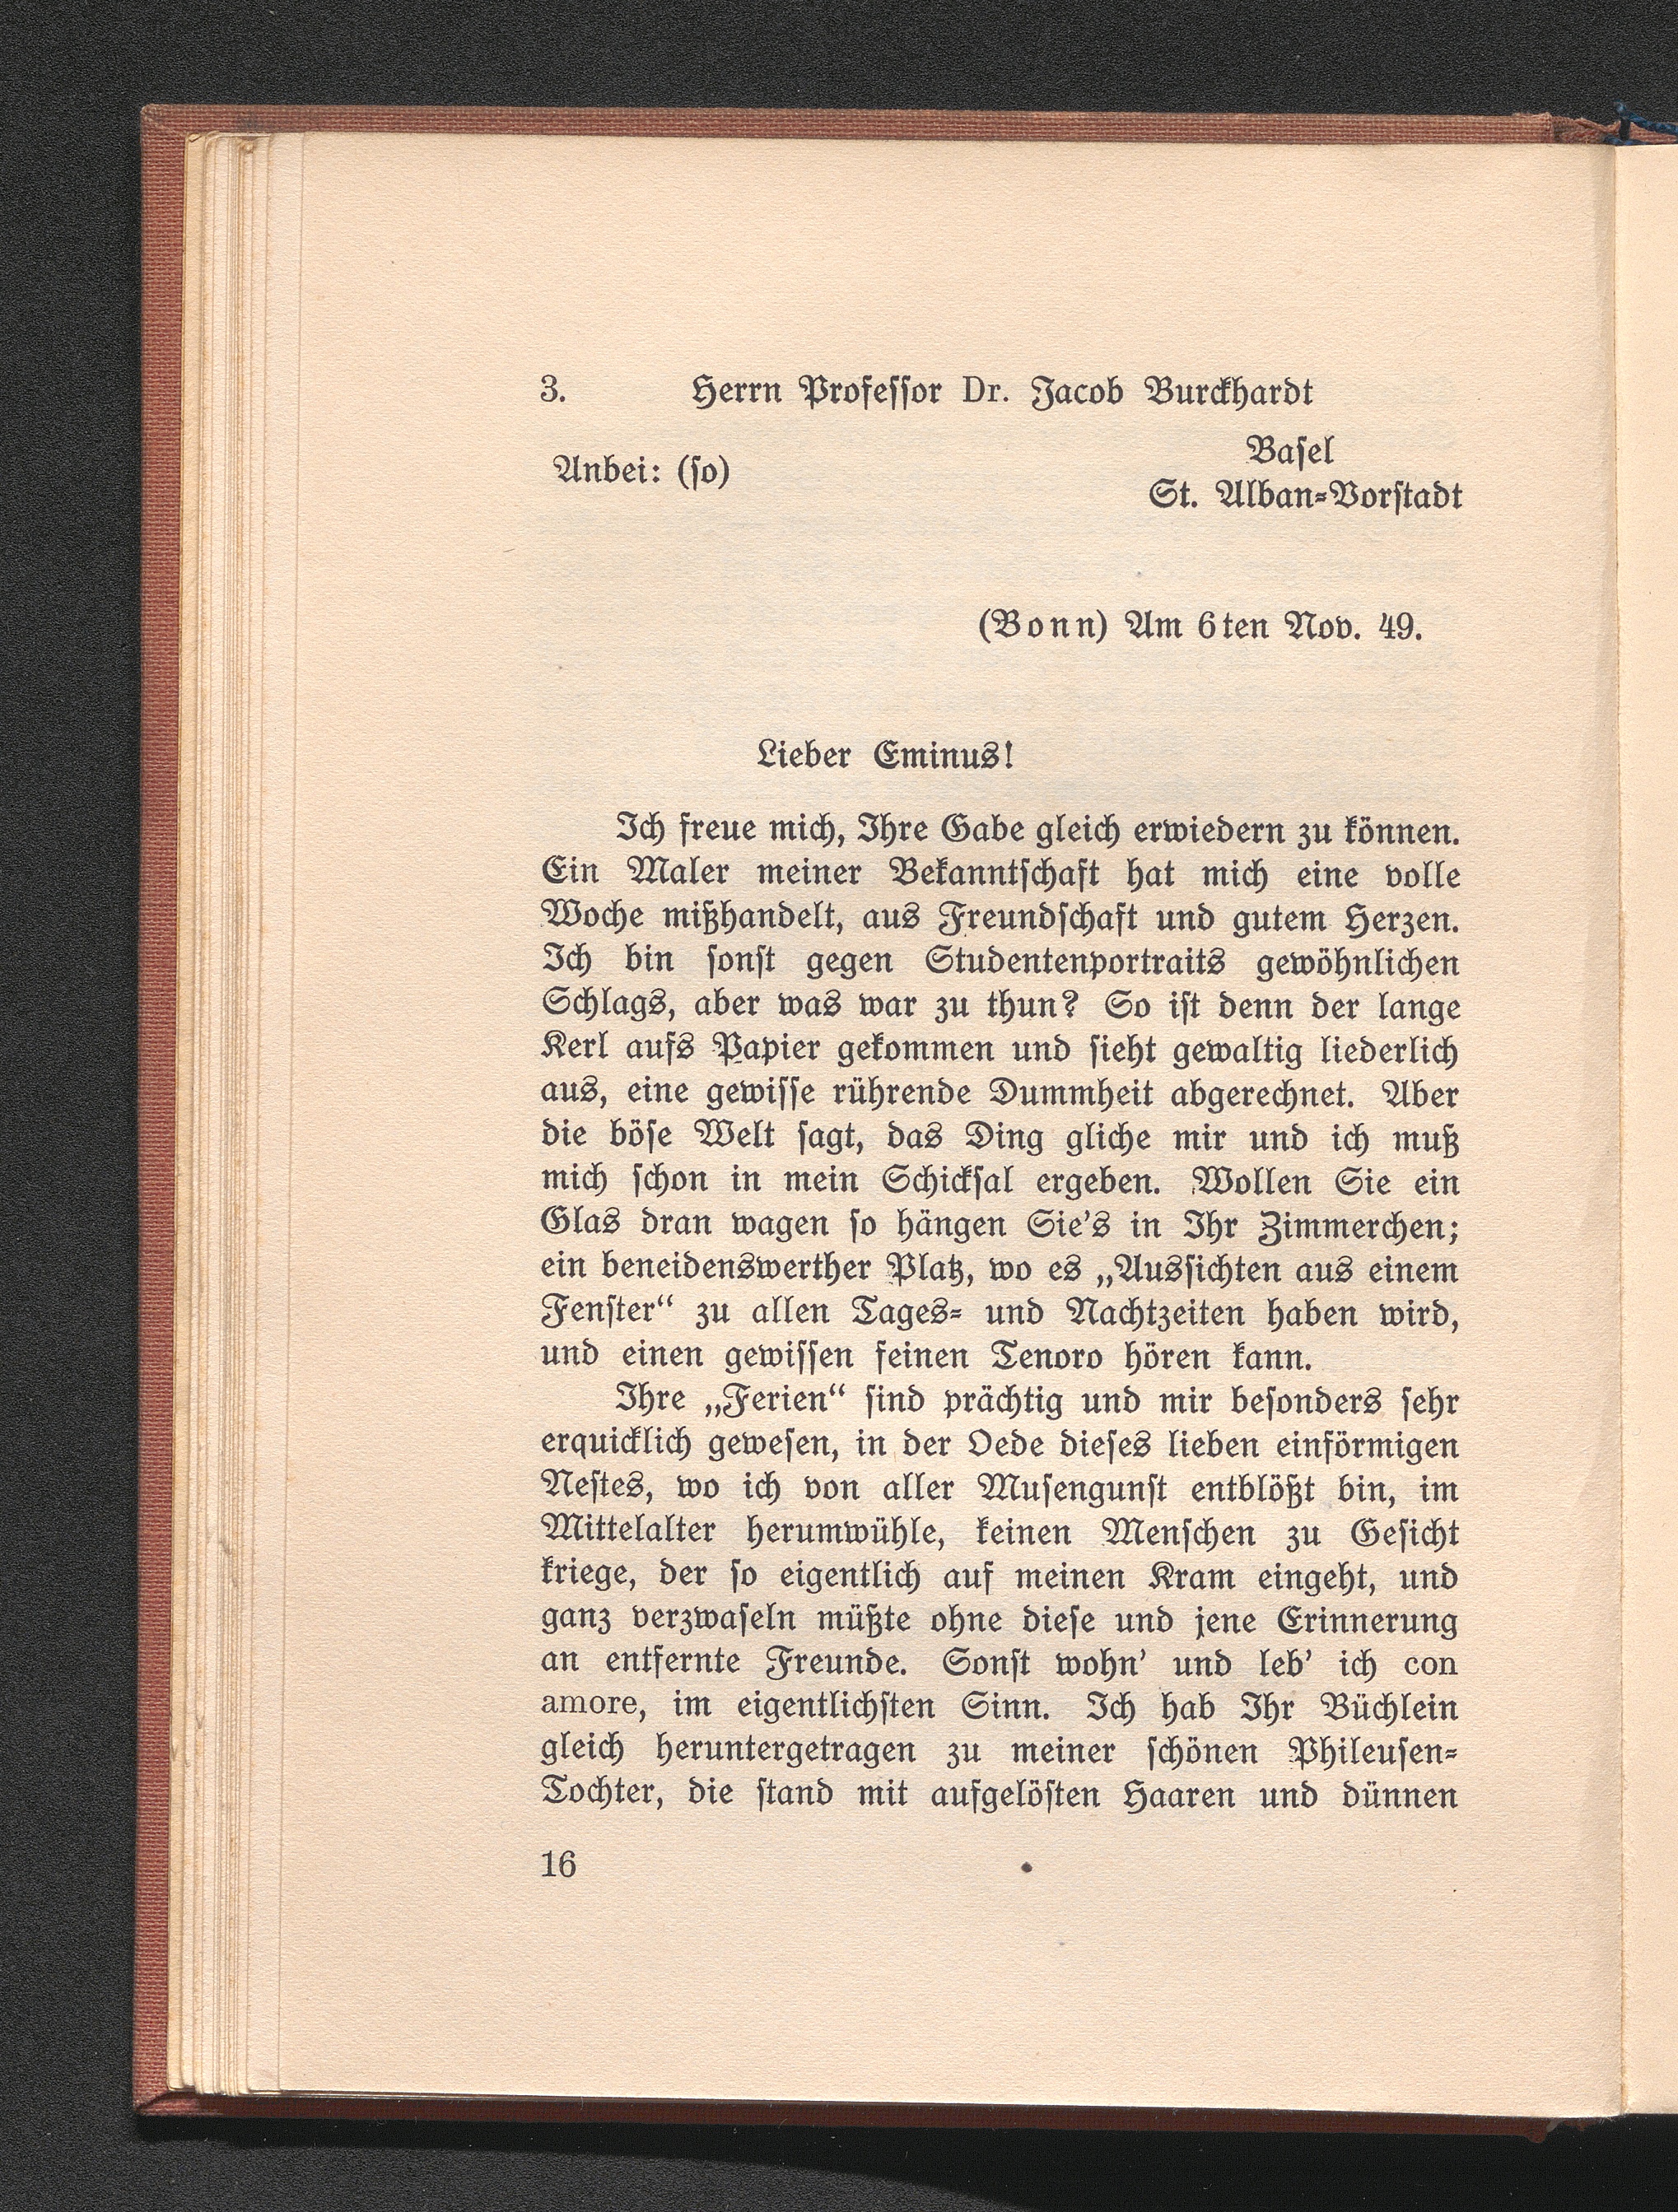 3. Herrn Professor Dr. Jacob Burckhardt
Anbei: (so)
Basel
St. Alban-Vorstadt
(Bonn) Am 6ten Nov. 49.
Lieber Eminus!
Ich freue mich, Ihre Gabe gleich erwiedern zu können.
Ein Maler meiner Bekanntschaft hat mich eine volle
Woche mißhandelt, aus Freundschaft und gutem Herzen.
Ich bin sonst gegen Studentenportraits gewöhnlichen
Schlags, aber was war zu thun? So ist denn der lange
Kerl aufs Papier gekommen und sieht gewaltig liederlich
aus, eine gewisse rührende Dummheit abgerechnet. Aber
die böse Welt sagt, das Ding gliche mir und ich muß
mich schon in mein Schicksal ergeben. Wollen Sie ein
Glas dran wagen so hängen Sie's in Ihr Zimmerchen;
ein beneidenswerther Platz, wo es „Aussichten aus einem
Fenster“ zu allen Tages- und Nachtzeiten haben wird,
und einen gewissen feinen Tenoro hören kann.
Ihre „Ferien“ sind prächtig und mir besonders sehr
erquicklich gewesen, in der Oede dieses lieben einförmigen
Nestes, wo ich von aller Musengunst entblößt bin, im
Mittelalter herumwühle, keinen Menschen zu Gesicht
kriege, der so eigentlich auf meinen Kram eingeht, und
ganz verzwaseln müßte ohne diese und jene Erinnerung
an entfernte Freunde. Sonst wohn' und leb' ich con
amore, im eigentlichsten Sinn. Ich hab Ihr Büchlein
gleich heruntergetragen zu meiner schönen Phileusen-
Tochter, die stand mit aufgelösten Haaren und dünnen
16